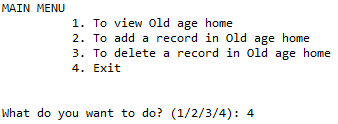 MAIN MENU
1. To view Old age home
2. To add a record in Old age home
3. To delete a record in Old age home
4. Exit
What do you want to do? (1/2/3/4): 4